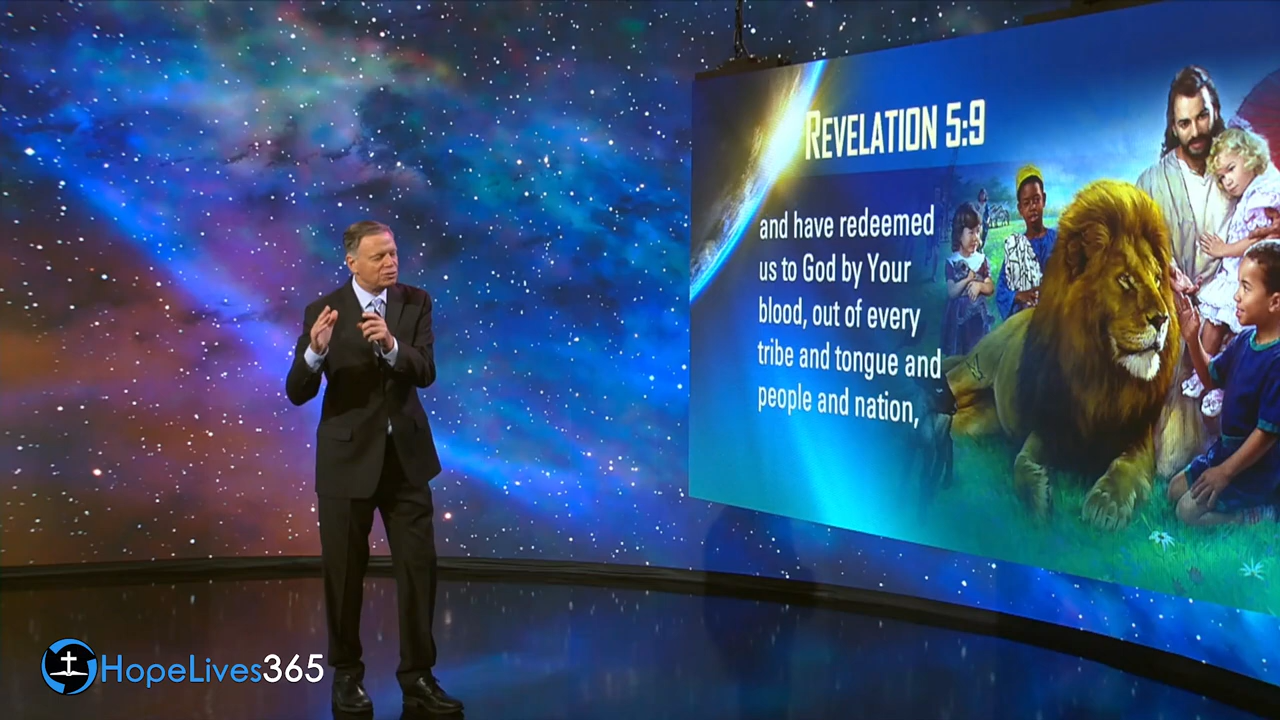 REVELATION 5:9
and have redeemed
us to God by Your
blood, out of every
tribe and tongue and
people and nation,
HopeLives365